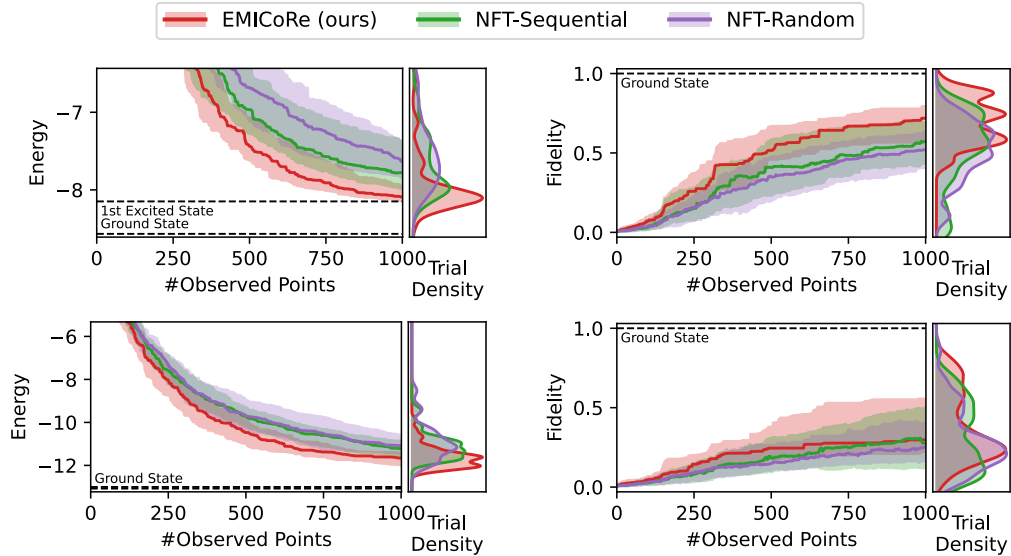 EMICoRe (ours) NFT-Sequential NFT-Random
Energy
−7
−8
1st Excited State
Ground State
0 250 500 750 1000
#Observed Points
Trial
Density
Fidelity
1.0
0.5
0.0
Ground State
0 250 500 750 1000
#Observed Points
Trial
Density
Energy
−6
−8
−10
−12
Ground State
0 250 500 750 1000
#Observed Points
Trial
Density
Fidelity
1.0
0.5
0.0
Ground State
0 250 500 750 1000
#Observed Points
Trial
Density